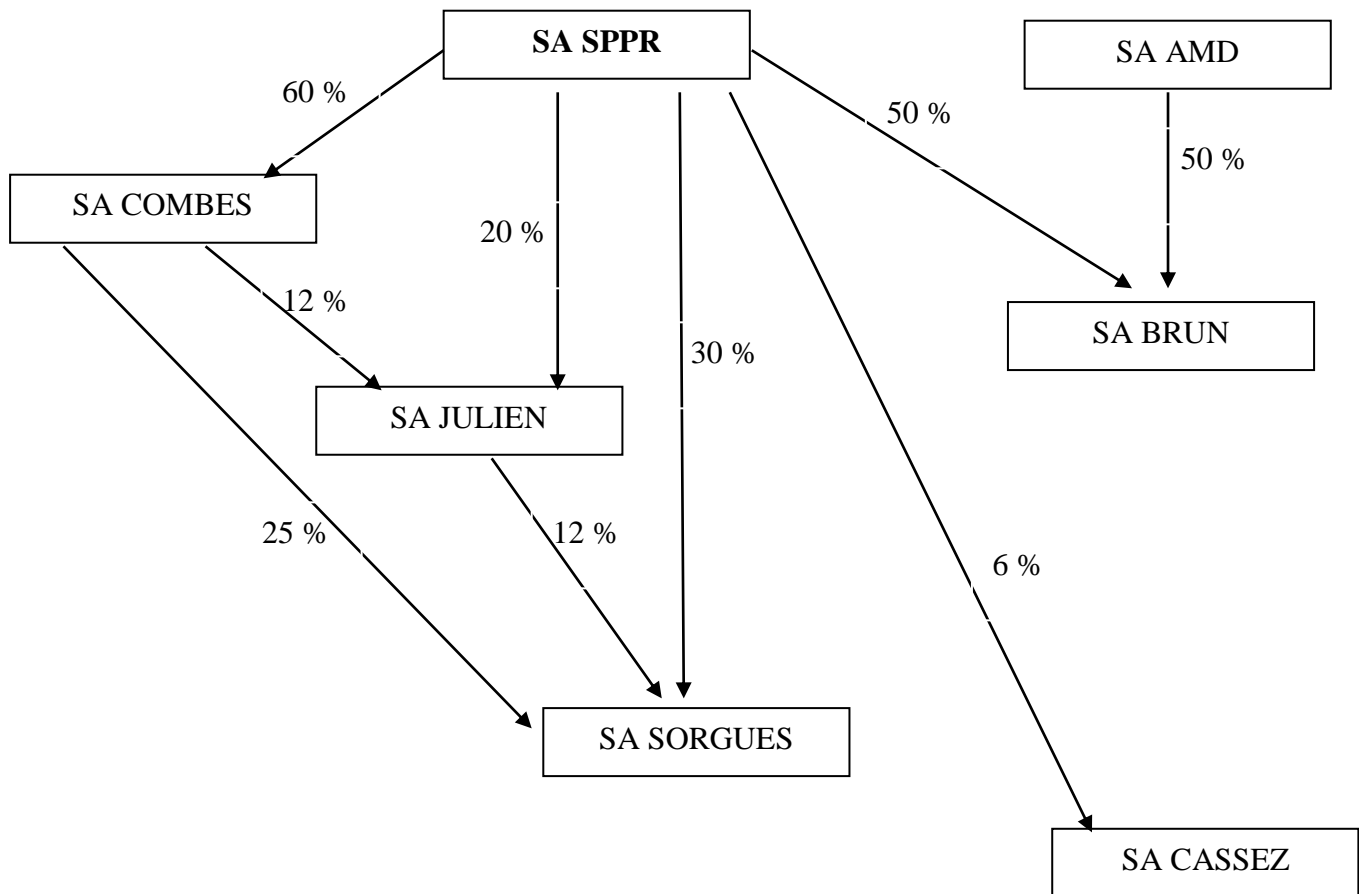 SA SPPR
SA AMD
60 %
50 %
50 %
SA COMBES
20 %
12 %
SA BRUN
30 %
SA JULIEN
25 %
12 %
6 %
SA SORGUES
SA CASSEZ